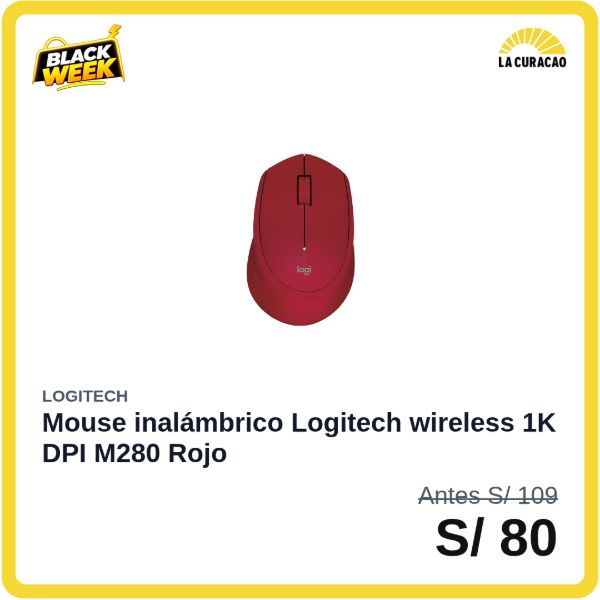 BLACK
WEEK
LA CURACAO
logi
LOGITECH
Mouse inalámbrico Logitech wireless 1K
DPI M280 Rojo
Antes S/ 109
S/ 80